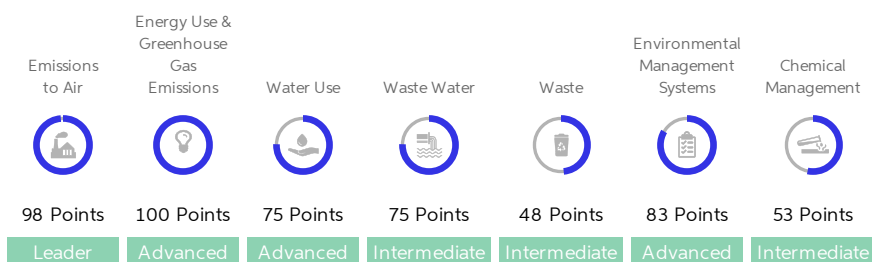 Emissions
to Air
Energy Use &
Greenhouse
Gas
Emissions
Water Use
Waste Water
Waste
Environmental
Management
Systems
Chemical
Management
98 Points
100 Points
75 Points
75 Points
48 Points
83 Points
53 Points
Leader
Advanced
Advanced
Intermediate
Intermediate
Advanced
Intermediate